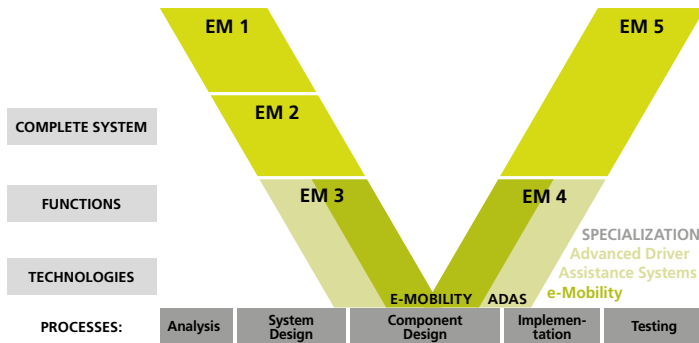 EM 1
EM 5
EM 2
COMPLETE SYSTEM
EM 3
EM 4
FUNCTIONS
SPECIALIZATION
Advanced Driver
Assistance Systems
e-Mobility
TECHNOLOGIES
E-MOBILITY ADAS
PROCESSES:
Analysis
System
Design
Component
Design
Implemen-
tation
Testing